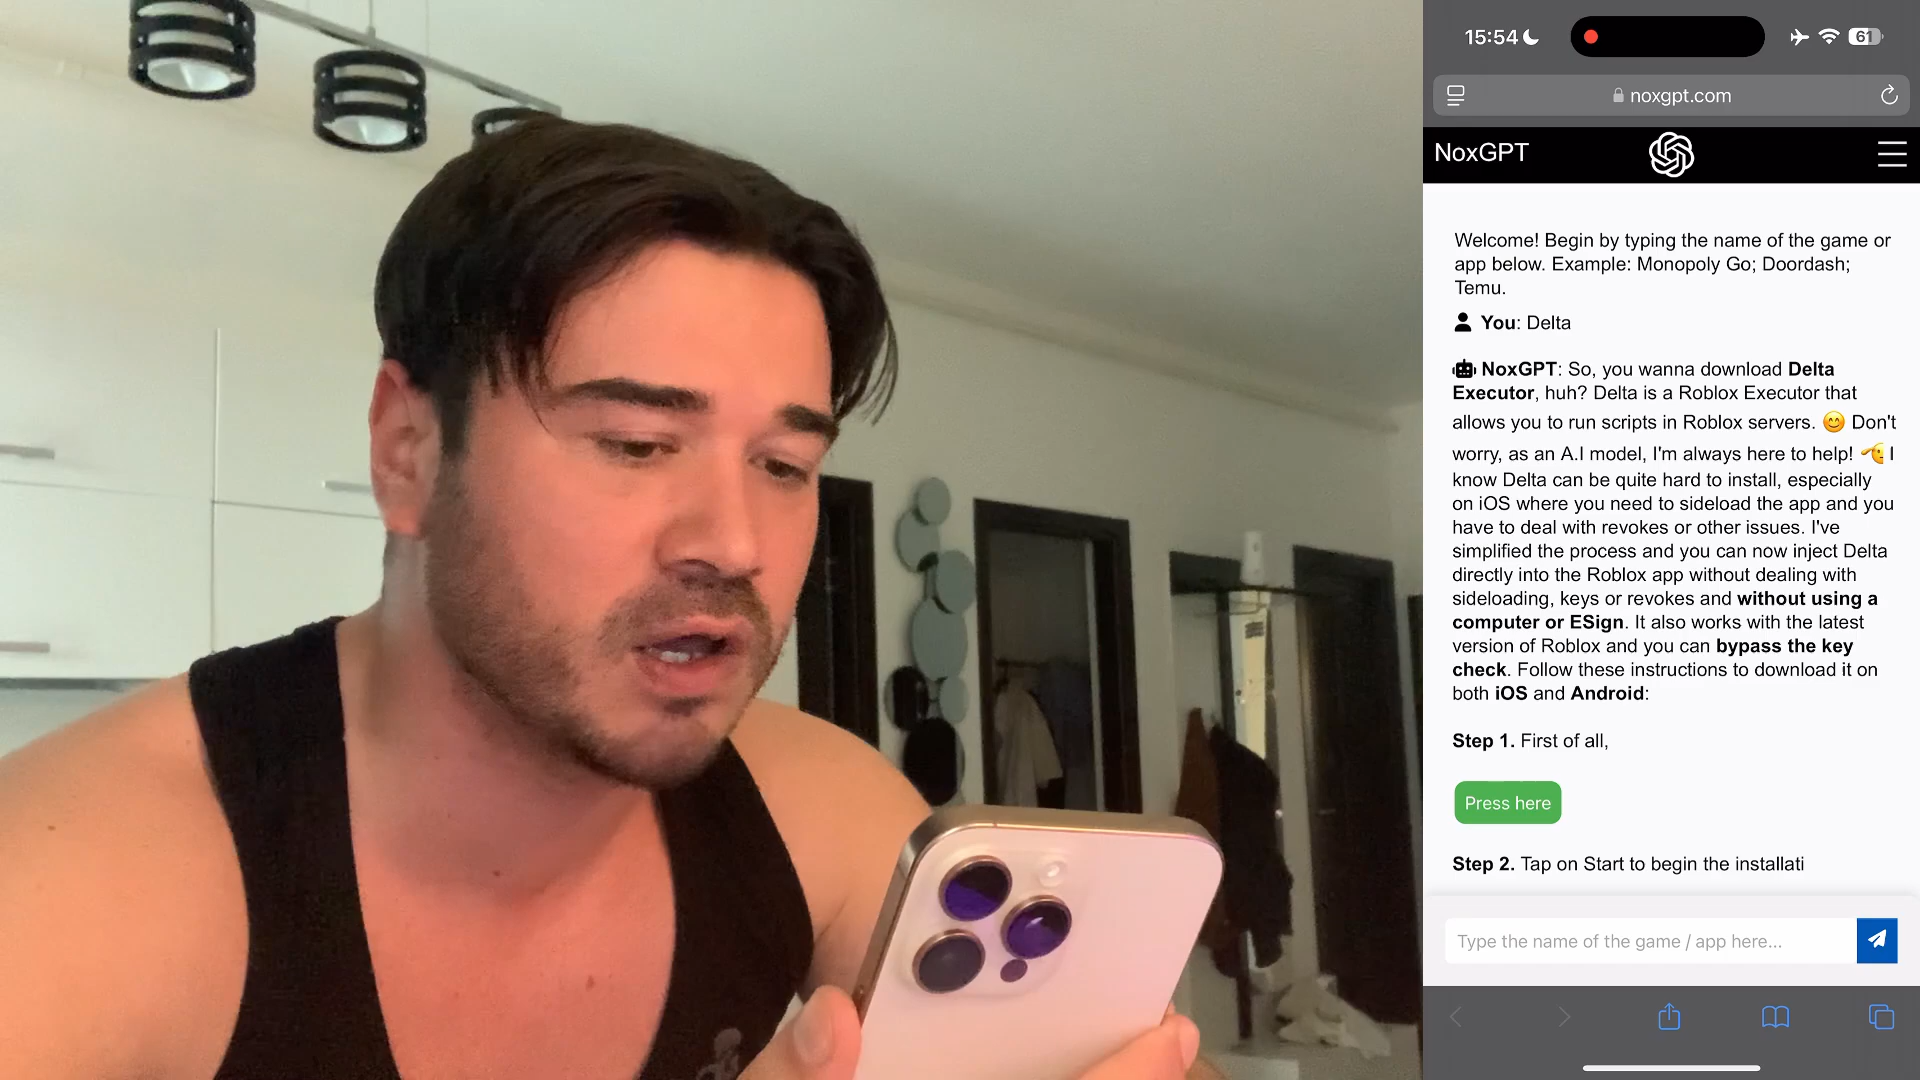 15:54
61
noxgpt.com
NoxGPT
Welcome! Begin by typing the name of the game or
app below. Example: Monopoly Go; Doordash;
Temu.
You: Delta
NoxGPT: So, you wanna download Delta
Executor, huh? Delta is a Roblox Executor that
allows you to run scripts in Roblox servers. 😊 Don't
worry, as an A.I model, I'm always here to help! 🫡 I
know Delta can be quite hard to install, especially
on iOS where you need to sideload the app and you
have to deal with revokes or other issues. I've
simplified the process and you can now inject Delta
directly into the Roblox app without dealing with
sideloading, keys or revokes and without using a
computer or ESign. It also works with the latest
version of Roblox and you can bypass the key
check. Follow these instructions to download it on
both iOS and Android:
Step 1. First of all,
Press here
Step 2. Tap on Start to begin the installati
Type the name of the game / app here...